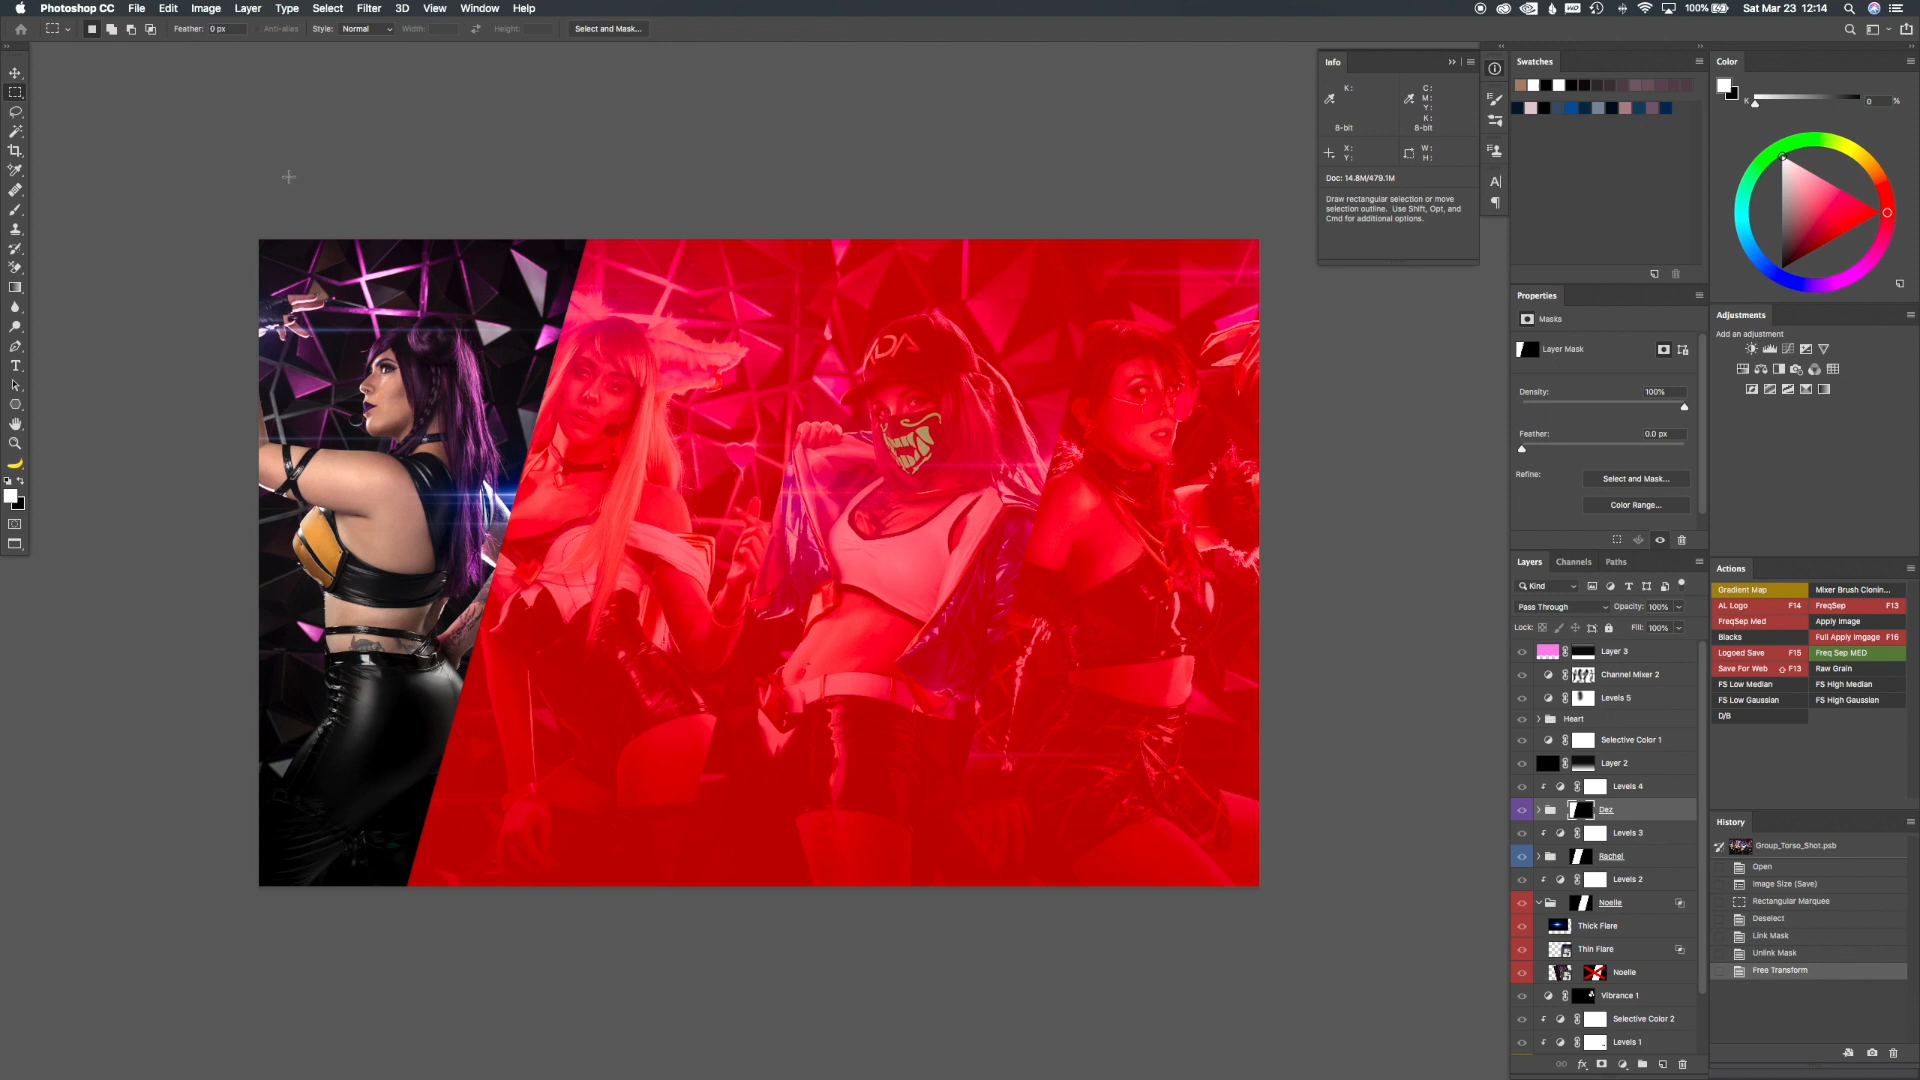 Photoshop CC File Edit Image Layer Type Select Filter 3D View Window Help 100% Sat Mar 23 12:14
Feather: 0 px Anti-alias Style: Normal Width: Height: Select and Mask...
Info
K:
C:
M:
Y:
K:
8-bit 8-bit
X:
Y:
W:
H:
Doc: 14.8M/479.1M
Draw rectangular selection or move
selection outline. Use Shift, Opt, and
Cmd for additional options.
Swatches
Color
K 0 %
Properties
Masks
Layer Mask
Density: 100%
Feather: 0.0 px
Refine:
Select and Mask...
Color Range...
Adjustments
Add an adjustment
Layers Channels Paths
Kind
Pass Through Opacity: 100%
Lock: Fill: 100%
Layer 3
Channel Mixer 2
Levels 5
Heart
Selective Color 1
Layer 2
Levels 4
Dez
Levels 3
Rachel
Levels 2
Noelle
Thick Flare
Thin Flare
Noelle
Vibrance 1
Selective Color 2
Levels 1
Actions
Gradient Map Mixer Brush Clonin...
AL Logo F14 FreqSep F13
FreqSep Med Apply Image
Blacks Full Apply Imgage F16
Logoed Save F15 Freq Sep MED
Save For Web F13 Raw Grain
FS Low Median FS High Median
FS Low Gaussian FS High Gaussian
D/B
History
Group_Torso_Shot.psb
Open
Image Size (Save)
Rectangular Marquee
Deselect
Link Mask
Unlink Mask
Free Transform